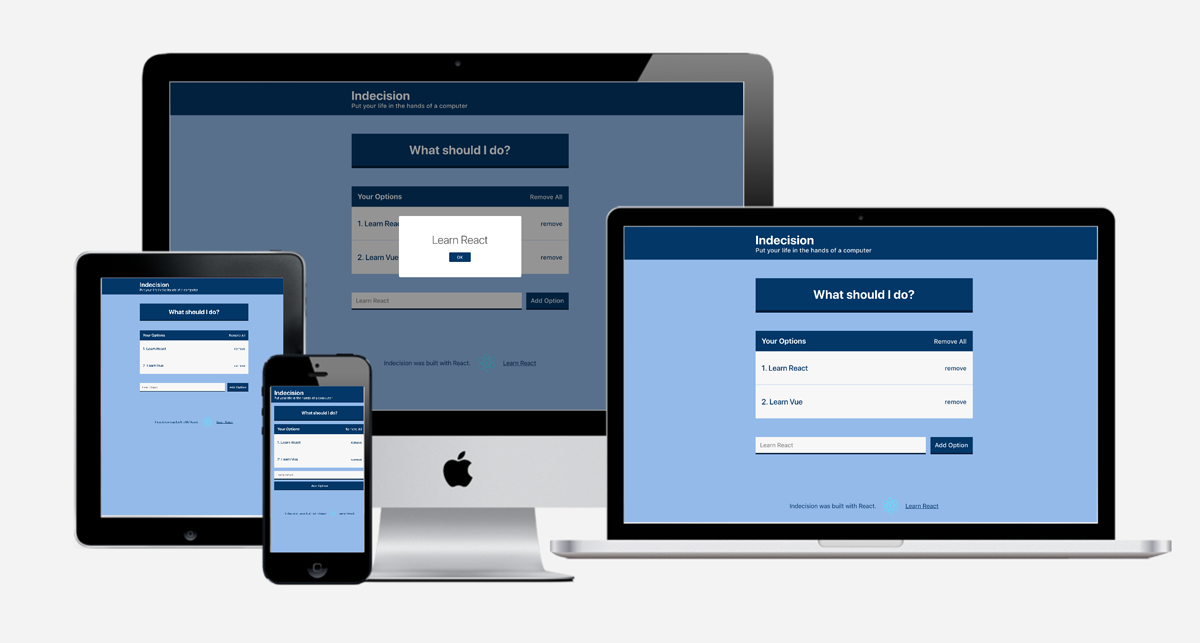 Indecision
Put your life in the hands of a computer
What should I do?
Your Options Remove All
1. Learn Reac remove
2. Learn Vue remove
Learn React
OK
Learn React Add Option
Indecision was built with React. Learn React
Indecision
Put your life in the hands of a computer
What should I do?
Your Options Remove All
1. Learn React remove
2. Learn Vue remove
Learn React Add Option
Indecision was built with React. Learn React
Indecision
Put your life in the hands of a computer
What should I do?
Your Options Remove All
1. Learn React remove
2. Learn Vue remove
Add Option
Indecision
Put your life in the hands of a computer
What should I do?
Your Options Remove All
1. Learn React remove
2. Learn Vue remove
Add Option